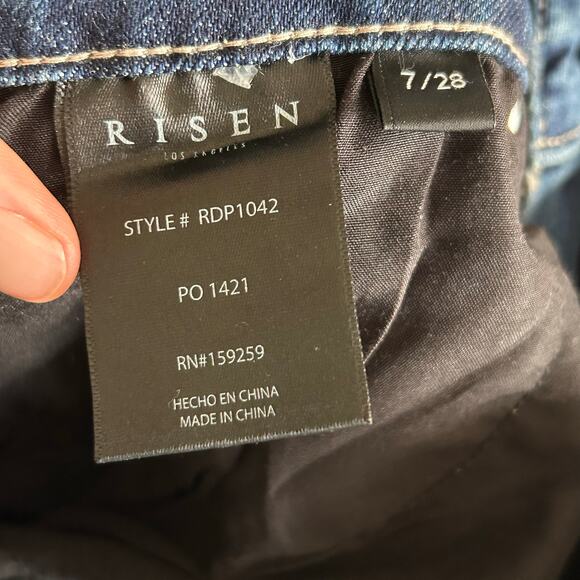 RISEN
LOS ANGELES
7/28
STYLE# RDP1042
PO 1421
RN#159259
HECHO EN CHINA
MADE IN CHINA